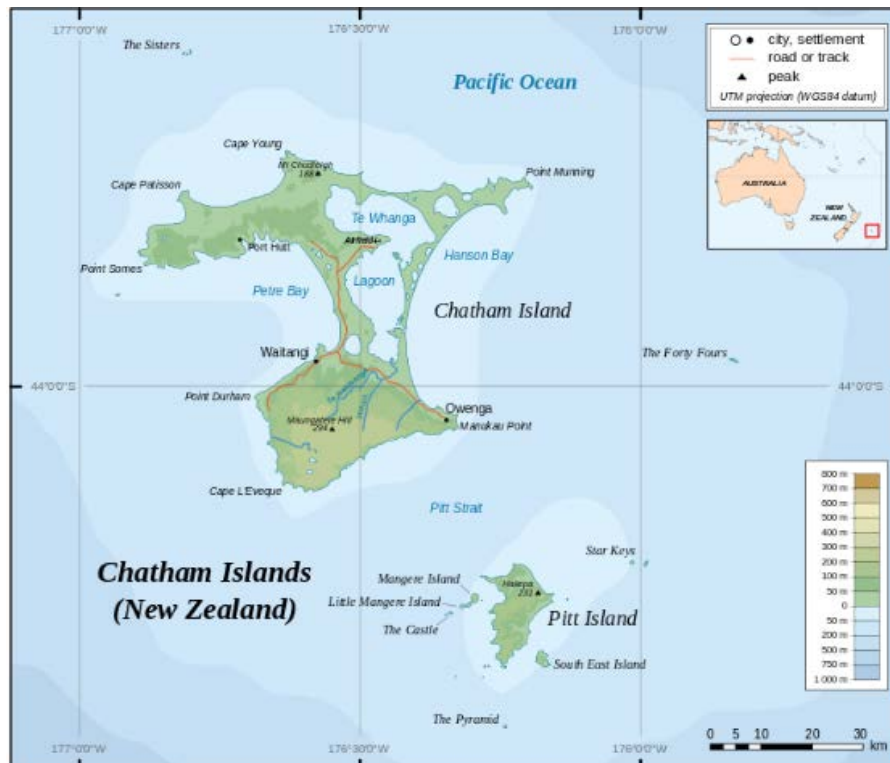 177°0'0"W
176°30'0"W
176°0'0"W
The Sisters
Pacific Ocean
city, settlement
road or track
peak
UTM projection (WGS84 datum)
AUSTRALIA
NEW
ZEALAND
Cape Young
188
Cape Pattisson
Point Munning
Te Whanga
Port Hutt
Hanson Bay
Point Somes
Lagoon
Petre Bay
Chatham Island
Waitangi
The Forty Fours
44°0'0"S
44°0'0"S
Point Durham
Owenga
294
Manukau Point
Cape L'Eveque
Pitt Strait
Star Keys
Chatham Islands
(New Zealand)
Mangere Island
231
Little Mangere Island
Pitt Island
The Castle
South East Island
The Pyramid
800 m
700 m
600 m
500 m
400 m
300 m
200 m
100 m
50 m
0
50 m
200 m
100 m
300 m
500 m
750 m
1 000 m
0 2 5 10 20 30
km
177°0'0"W
176°30'0"W
176°0'0"W